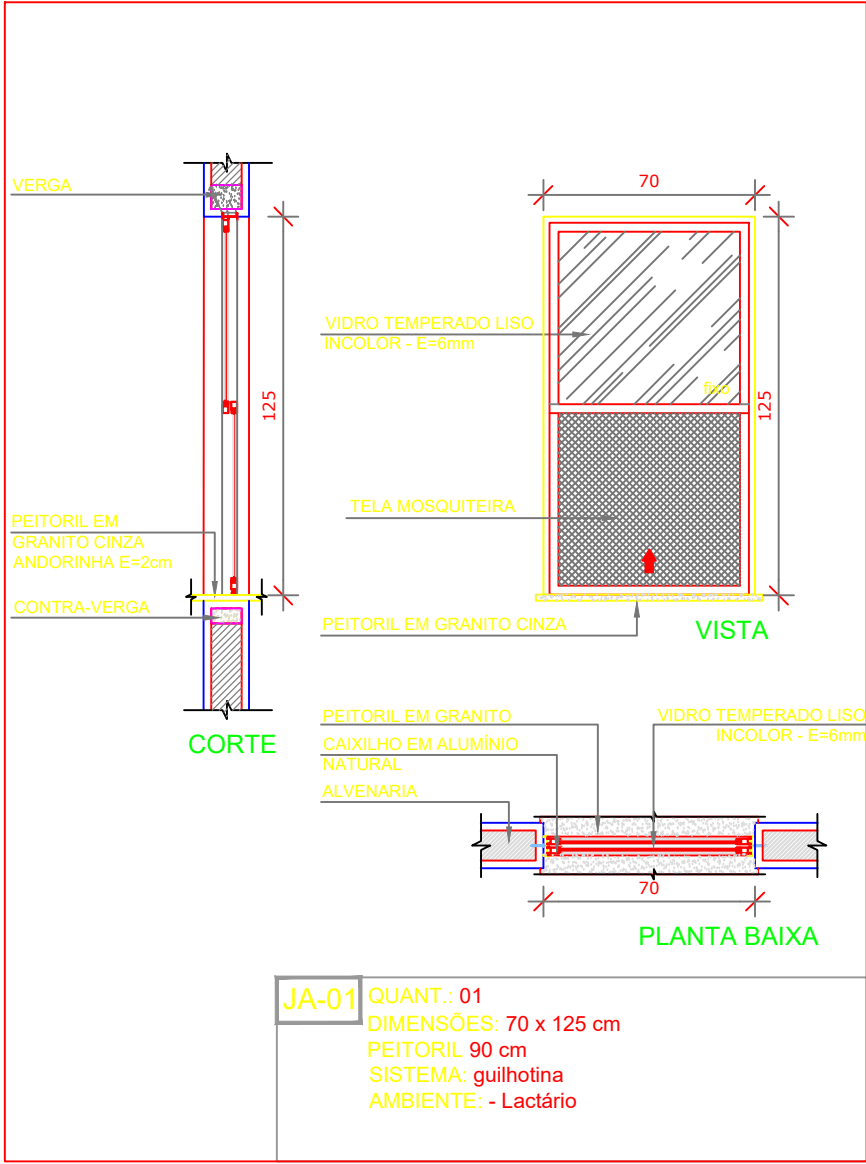 VERGA
125
PEITORIL EM
GRANITO CINZA
ANDORINHA E=2cm
CONTRA-VERGA
CORTE
70
VIDRO TEMPERADO LISO
INCOLOR - E=6mm
fixo
125
TELA MOSQUITEIRA
PEITORIL EM GRANITO CINZA
VISTA
PEITORIL EM GRANITO
CAIXILHO EM ALUMÍNIO
NATURAL
ALVENARIA
VIDRO TEMPERADO LISO
INCOLOR - E=6mm
70
PLANTA BAIXA
JA-01
QUANT.: 01
DIMENSÕES: 70 x 125 cm
PEITORIL 90 cm
SISTEMA: guilhotina
AMBIENTE: - Lactário